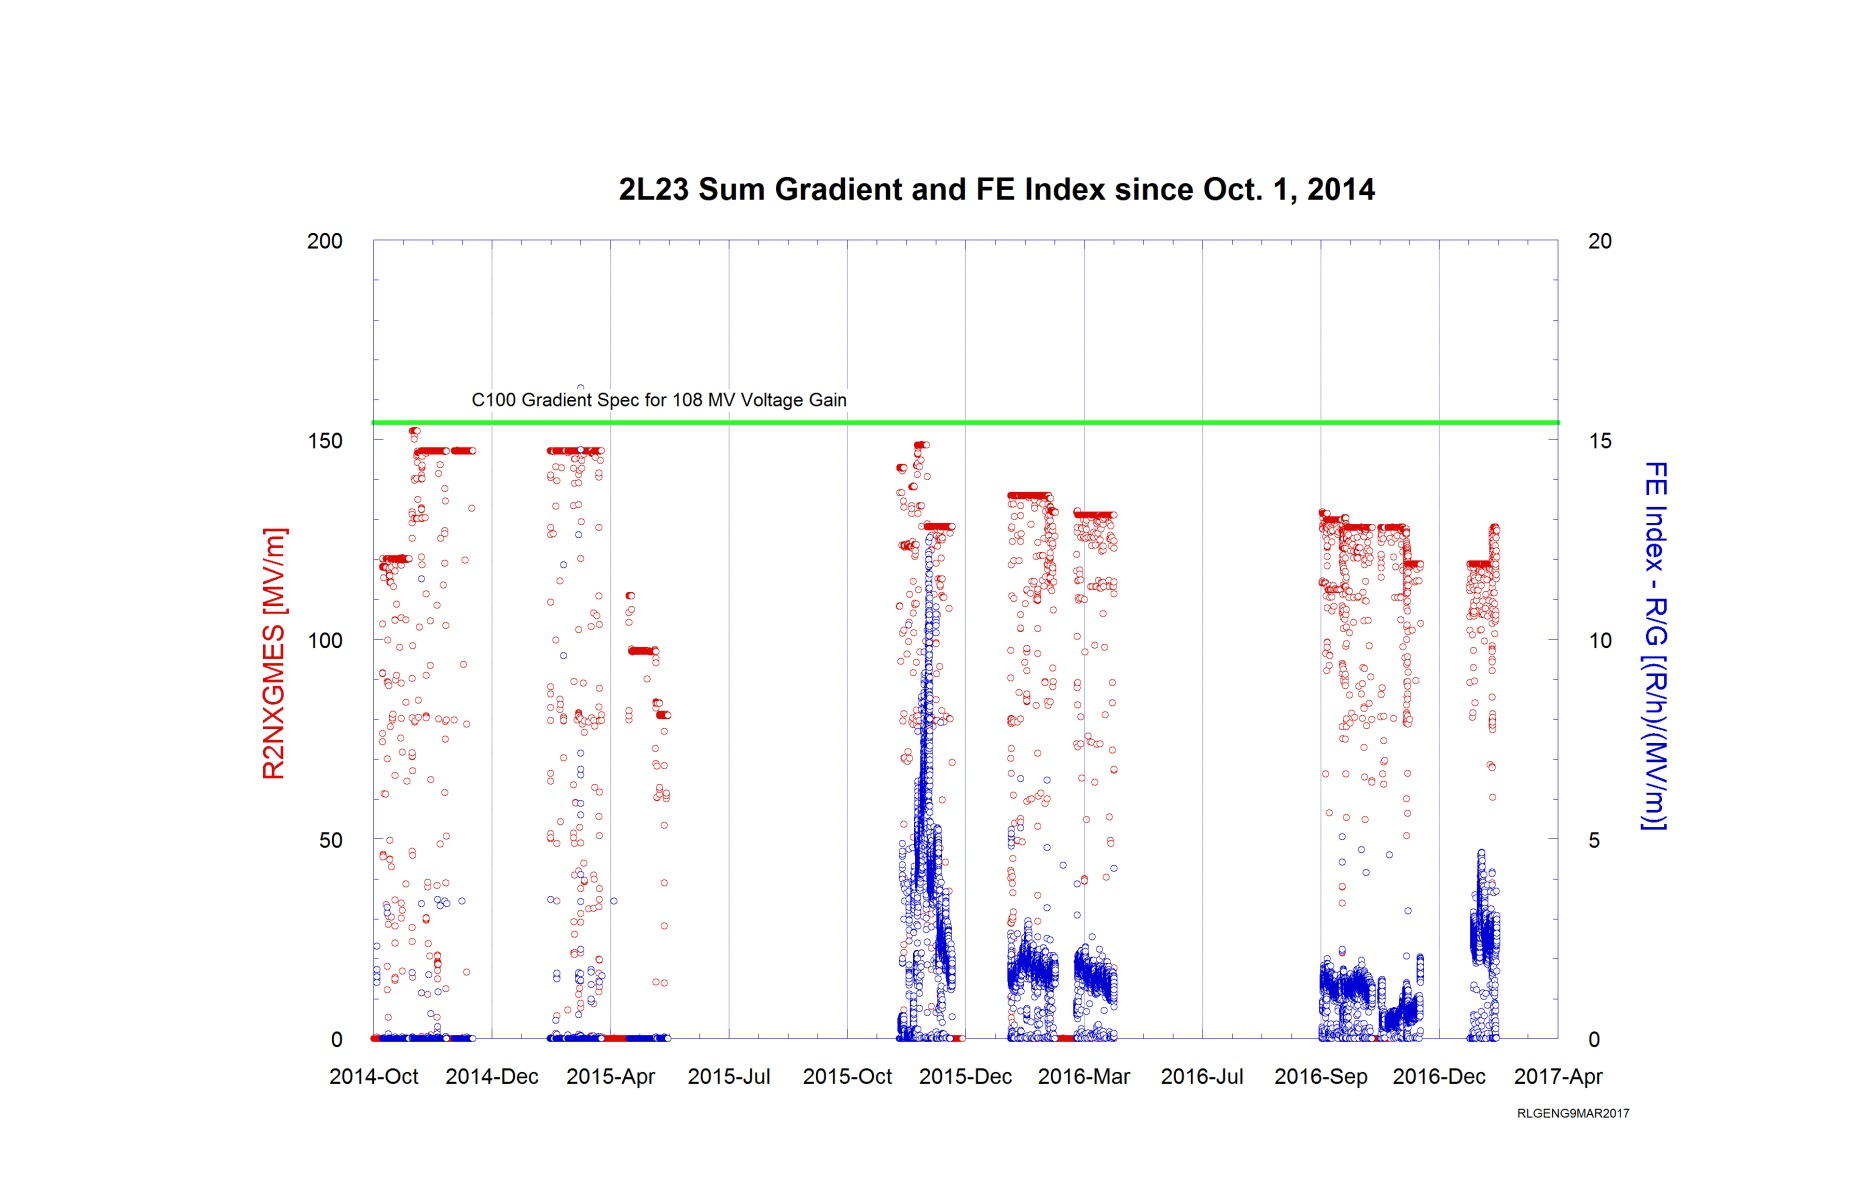 2L23 Sum Gradient and FE Index since Oct. 1, 2014
200
150
100
50
0
R2NXGMES [MV/m]
C100 Gradient Spec for 108 MV Voltage Gain
20
15
10
5
0
FE Index - R/G [(R/h)/(MV/m)]
2014-Oct 2014-Dec 2015-Apr 2015-Jul 2015-Oct 2015-Dec 2016-Mar 2016-Jul 2016-Sep 2016-Dec 2017-Apr
RLGENG9MAR2017